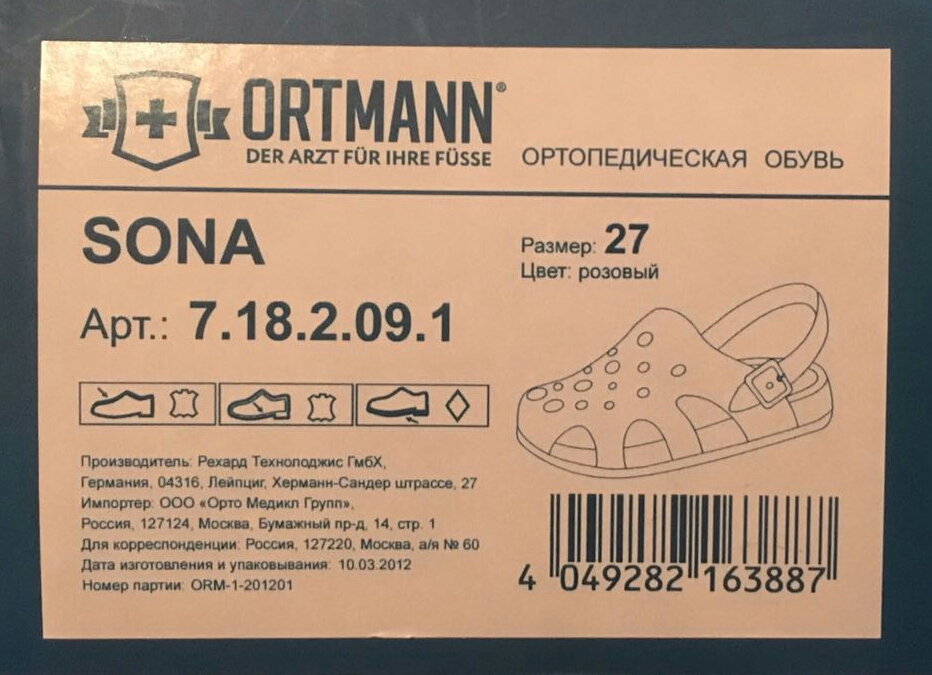 ORTMANN®
DER ARZT FÜR IHRE FÜSSE
ОРТОПЕДИЧЕСКАЯ ОБУВЬ
SONA
Арт.: 7.18.2.09.1
Размер: 27
Цвет: розовый
Производитель: Рехард Технолоджис ГмбХ,
Германия, 04316, Лейпциг, Херманн-Сандер штрассе, 27
Импортер: ООО «Орто Медикл Групп»,
Россия, 127124, Москва, Бумажный пр-д, 14, стр. 1
Для корреспонденции: Россия, 127220, Москва, а/я № 60
Дата изготовления и упаковывания: 10.03.2012
Номер партии: ORM-1-201201
4 049282 163887